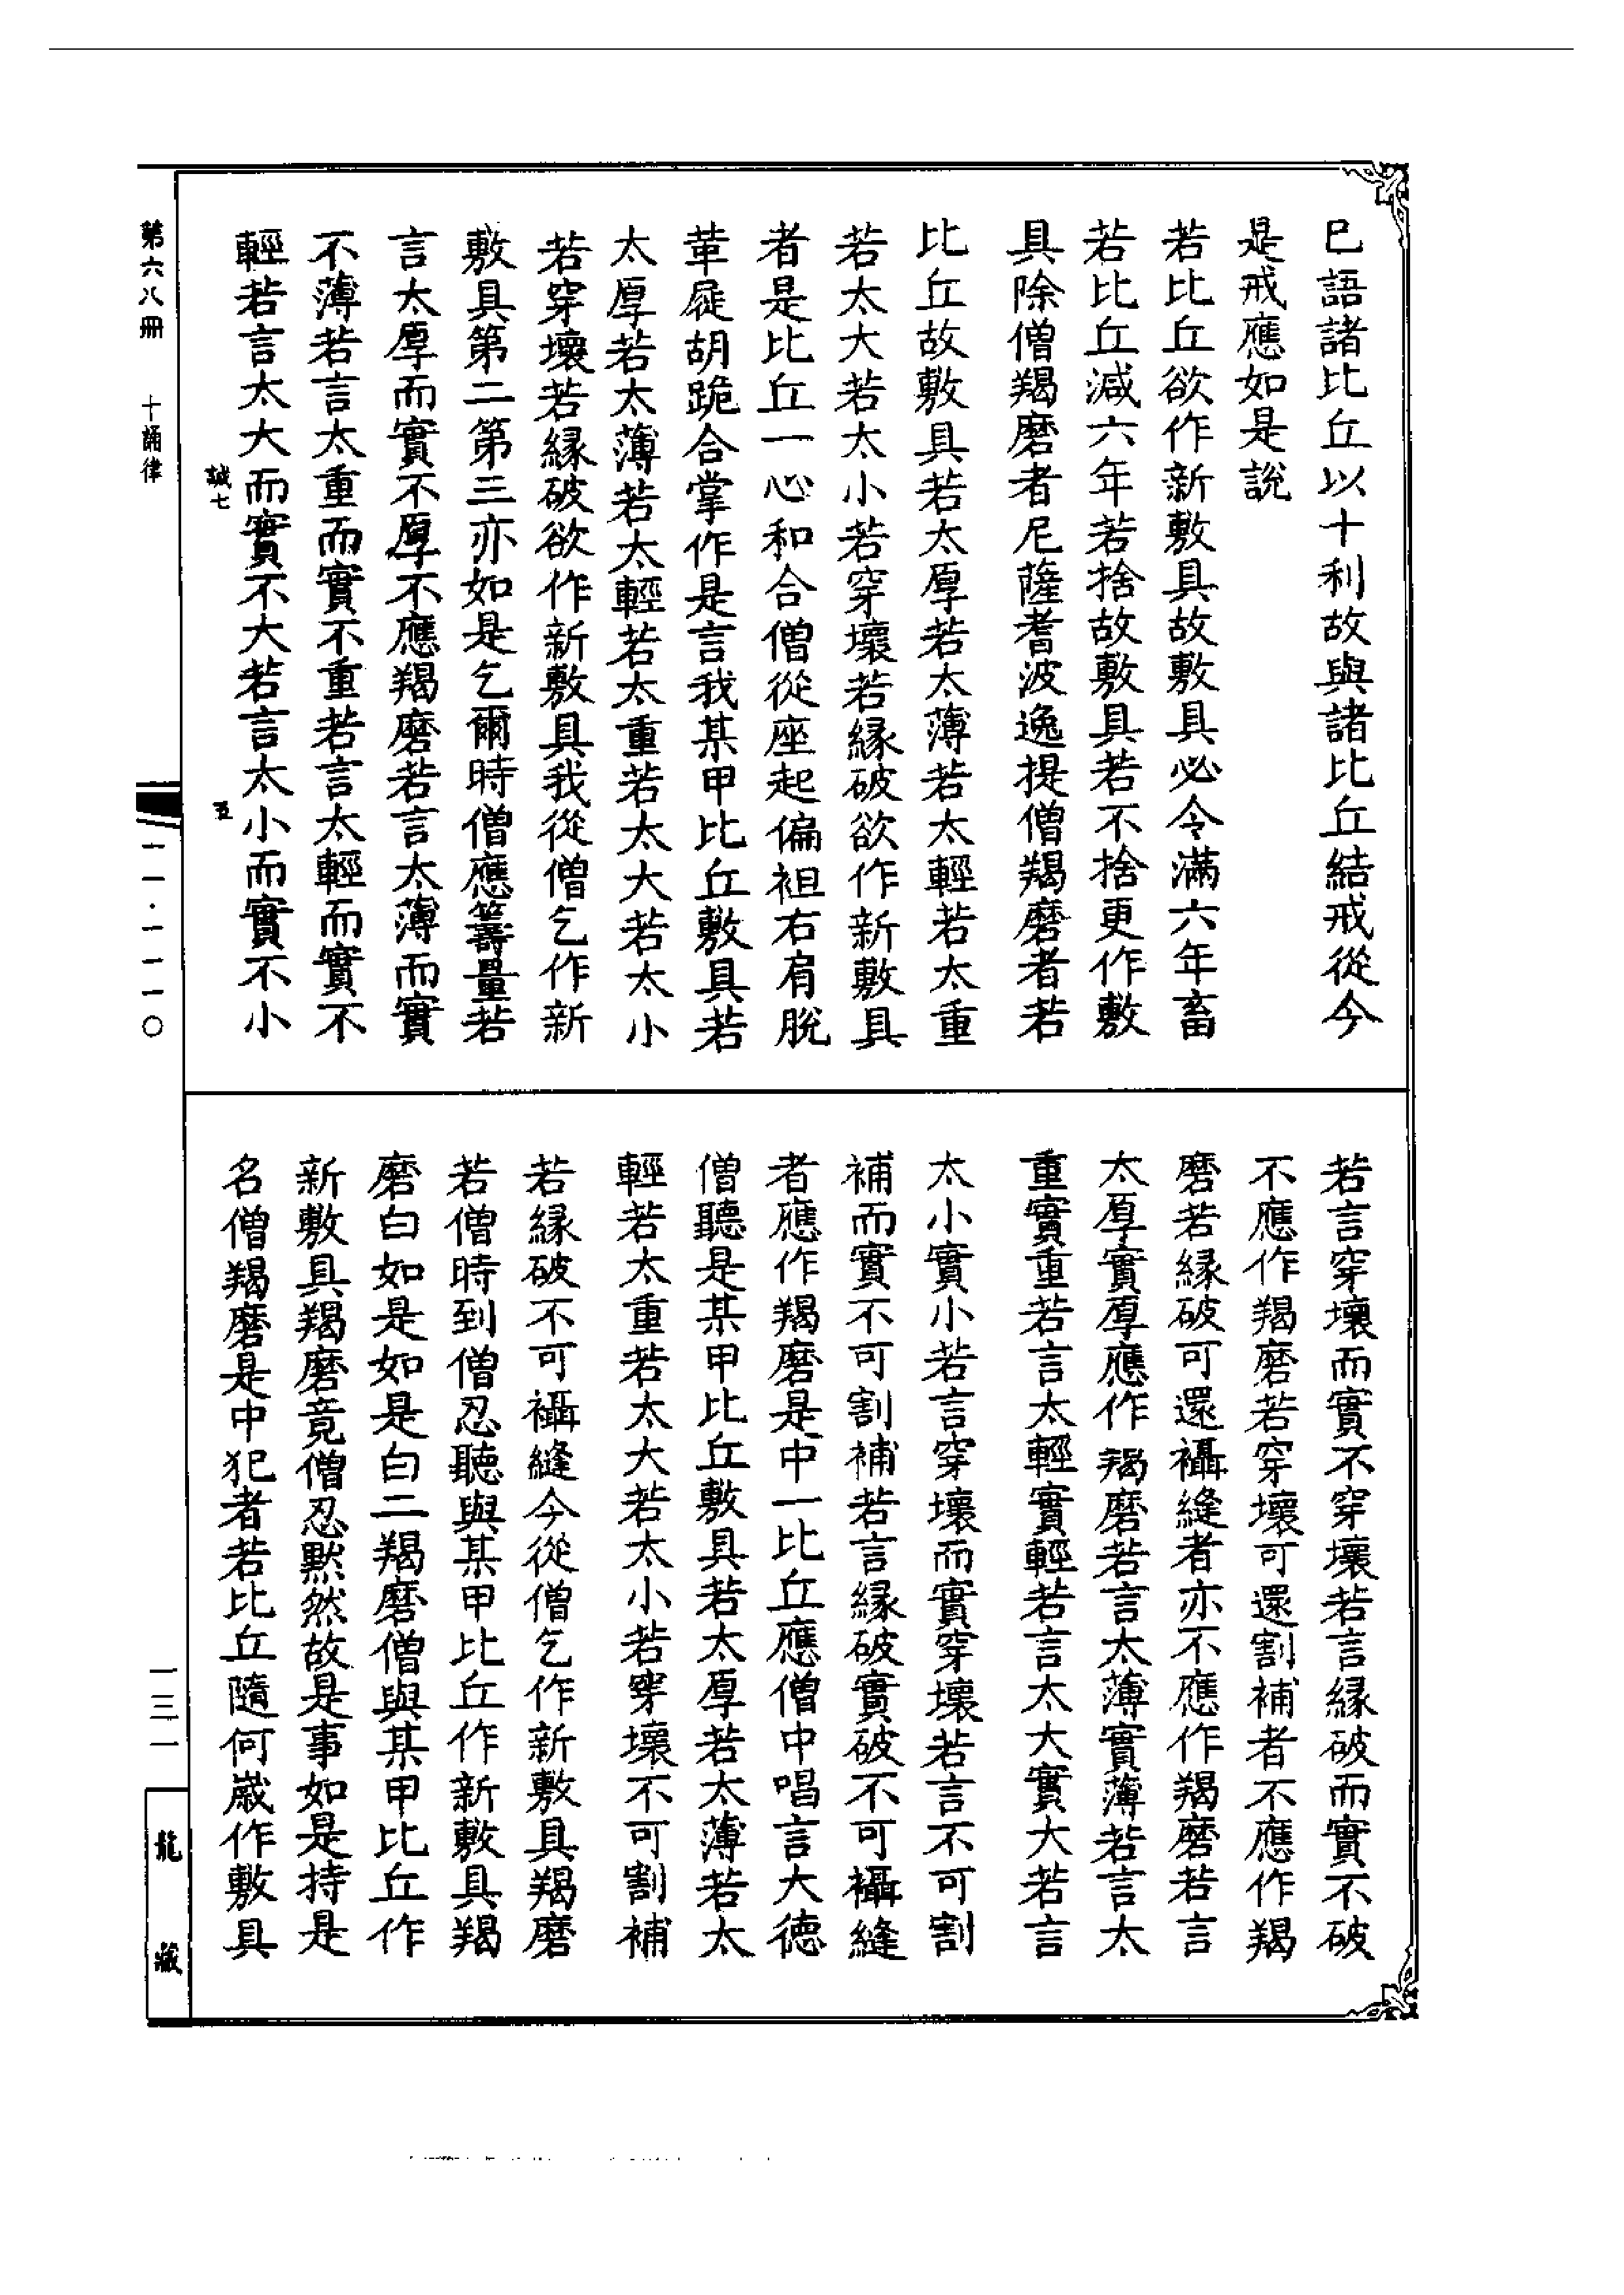 已語諸比丘以十利故與諸比丘結戒從今
是戒應如是說
若比丘欲作新敷具故敷具必令滿六年畜
若比丘減六年若捨故敷具若不捨更作敷
具除僧羯磨者尼薩耆波逸提僧羯磨者若
比丘故敷具若太厚若太薄若太輕若太重
若太大若太小若穿壞若緣破欲作新敷具
者是比丘一心和合僧從座起偏袒右肩脫
革屣胡跪合掌作是言我某甲比丘敷具若
太厚若太薄若太輕若太重若太大若太小
若穿壞若緣破欲作新敷具我從僧乞作新
敷具第二第三亦如是乞爾時僧應籌量若
言太厚而實不厚不應羯磨若言太薄而實
不薄若言太重而實不重若言太輕而實不
輕若言太大而實不大若言太小而實不小
誠七 五
若言穿壞而實不穿壞若言緣破而實不破
不應作羯磨若穿壞可還割補者不應作羯
磨若緣破可還襵縫者亦不應作羯磨若言
太厚實厚應作羯磨若言太薄實薄若言太
重實重若言太輕實輕若言太大實大若言
太小實小若言穿壞而實穿壞若言不可割
補而實不可割補若言緣破實破不可襵縫
者應作羯磨是中一比丘應僧中唱言大德
僧聽是某甲比丘敷具若太厚若太薄若太
輕若太重若太大若太小若穿壞不可割補
若緣破不可襵縫今從僧乞作新敷具羯磨
若僧時到僧忍聽與某甲比丘作新敷具羯
磨白如是如是白二羯磨僧與某甲比丘作
新敷具羯磨竟僧忍默然故是事如是持是
名僧羯磨是中犯者若比丘隨何歲作敷具
第六八冊 十誦律
一一·一一一〇
一三一
龍藏